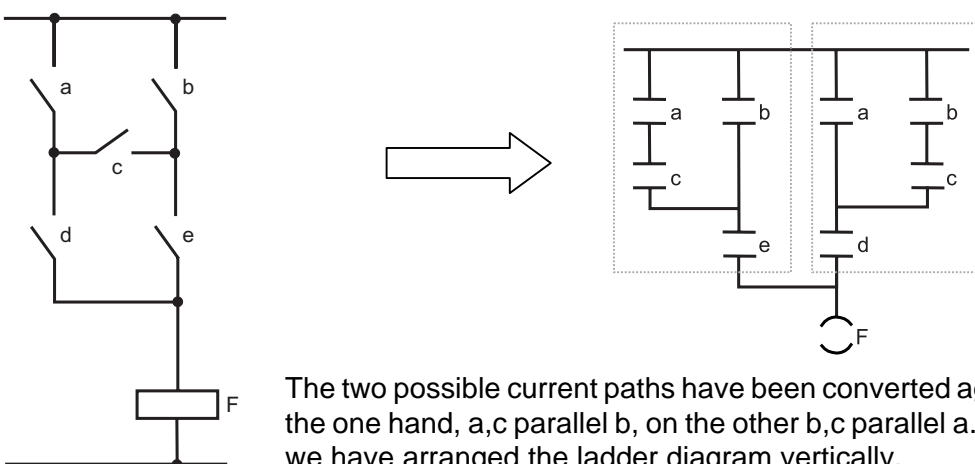 a
b
c
d
e
F
a
b
a
b
c
c
e
d
F
The two possible current paths have been converted
the one hand, a,c parallel b, on the other b,c parallel a.
we have arranged the ladder diagram vertically.